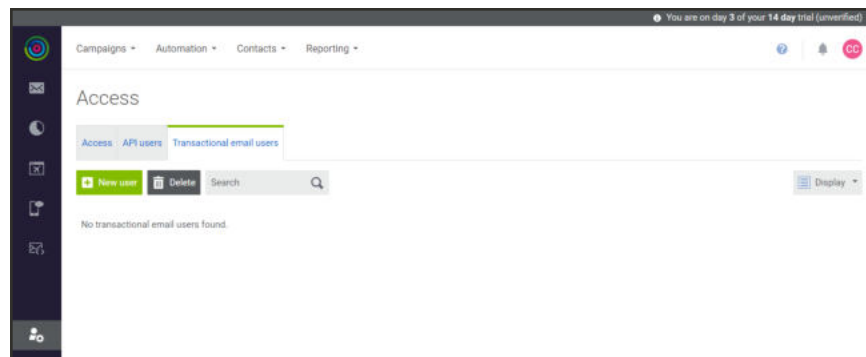 You are on day 3 of your 14 day trial (unverified)
Campaigns Automation Contacts Reporting CC
Access
Access API users Transactional email users
New user Delete Search Display
No transactional email users found.